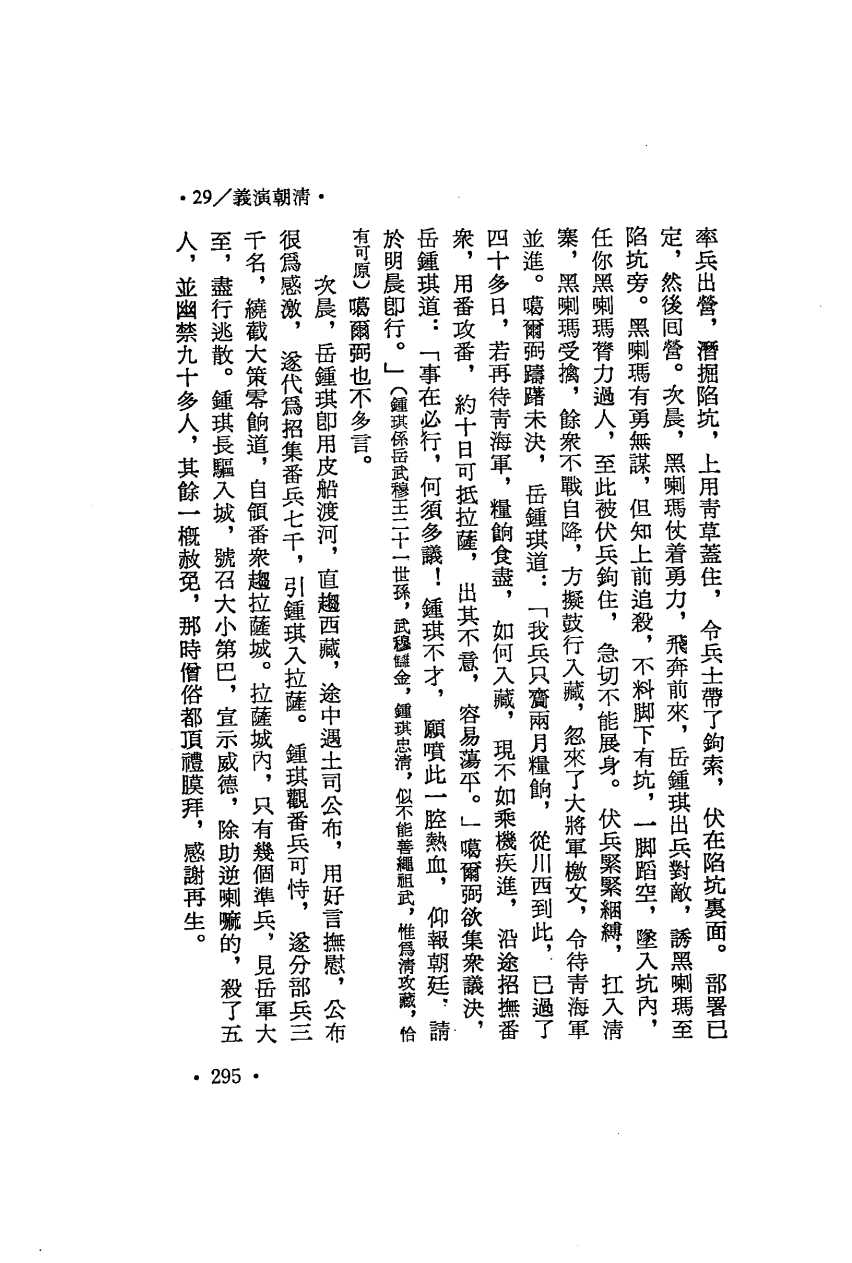 ·29/義演朝清·
率兵出營，潛掘陷坑，上用靑草蓋住，令兵士帶了鉤索，伏在陷坑裏面。部署已
定，然後回營。次晨，黑喇瑪仗着勇力，飛奔前來，岳鍾琪出兵對敵，誘黑喇瑪至
陷坑旁。黑喇瑪有勇無謀，但知上前追殺，不料脚下有坑，一脚蹈空，墜入坑內，
任你黑喇瑪膂力過人，至此被伏兵鉤住，急切不能展身。伏兵緊緊綑縛，扛入淸
寨，黑喇瑪受擒，餘衆不戰自降，方擬鼓行入藏，忽來了大將軍檄文，令待靑海軍
並進。噶爾弼躊躇未決，岳鍾琪道：「我兵只齎兩月糧餉，從川西到此，已過了
四十多日，若再待靑海軍，糧餉食盡，如何入藏，現不如乘機疾進，沿途招撫番
衆，用番攻番，約十日可抵拉薩，出其不意，容易蕩平。」噶爾弼欲集衆議決，
岳鍾琪道：「事在必行，何須多議！鍾琪不才，願噴此一腔熱血，仰報朝廷，請
於明晨卽行。」（鍾琪係岳武穆王二十一世孫，武穆讎金，鍾琪忠淸，似不能善繩祖武，惟爲淸攻藏，恰
有可原）噶爾弼也不多言。
次晨，岳鍾琪卽用皮船渡河，直趨西藏，途中遇土司公布，用好言撫慰，公布
很爲感激，遂代爲招集番兵七千，引鍾琪入拉薩。鍾琪觀番兵可恃，遂分部兵三
千名，繞截大策零餉道，自領番衆趨拉薩城。拉薩城內，只有幾個準兵，見岳軍大
至，盡行逃散。鍾琪長驅入城，號召大小第巴，宣示威德，除助逆喇嘛的，殺了五
人，並幽禁九十多人，其餘一概赦免，那時僧俗都頂禮膜拜，感謝再生。
·295·